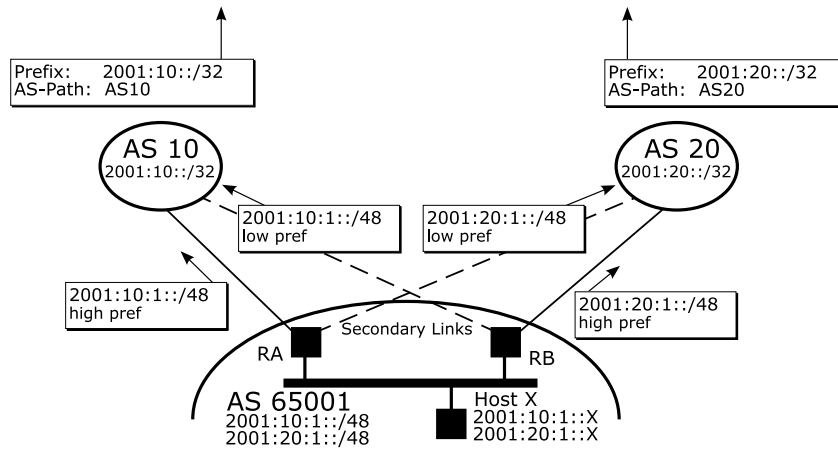 Prefix: 2001:10::/32
AS-Path: AS10
Prefix: 2001:20::/32
AS-Path: AS20
AS 10
2001:10::/32
AS 20
2001:20::/32
2001:10:1::/48
low pref
2001:20:1::/48
low pref
2001:10:1::/48
high pref
2001:20:1::/48
high pref
Secondary Links
RA
RB
AS 65001
2001:10:1::/48
2001:20:1::/48
Host X
2001:10:1::X
2001:20:1::X